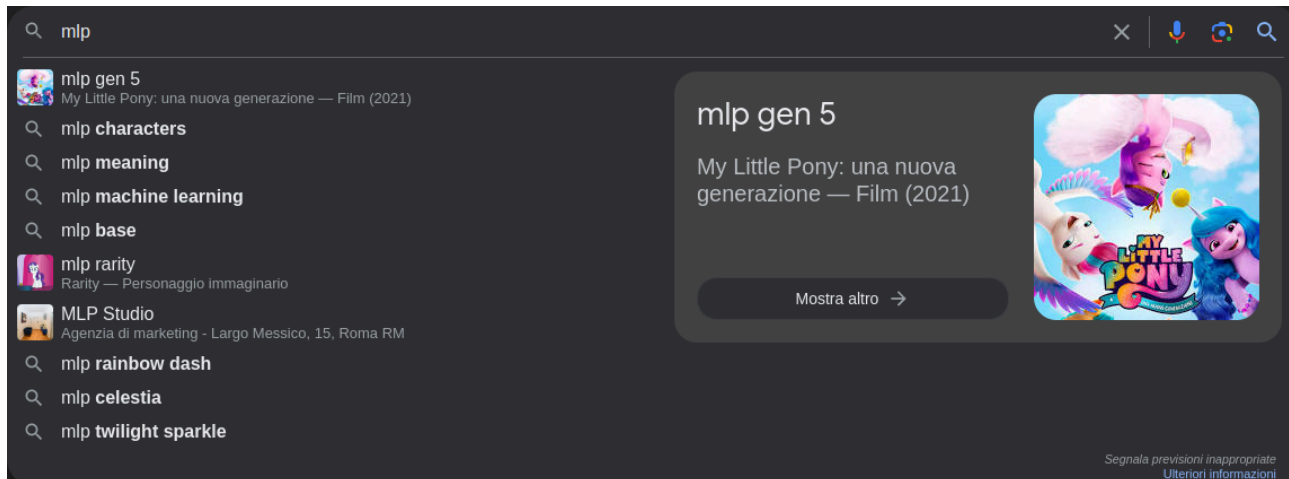 mlp
mlp gen 5
My Little Pony: una nuova generazione — Film (2021)
mlp characters
mlp meaning
mlp machine learning
mlp base
mlp rarity
Rarity — Personaggio immaginario
MLP Studio
Agenzia di marketing - Largo Messico, 15, Roma RM
mlp rainbow dash
mlp celestia
mlp twilight sparkle
mlp gen 5
My Little Pony: una nuova
generazione — Film (2021)
Mostra altro
MY
LITTLE
PONY
Segnala previsioni inappropriate
Ulteriori informazioni